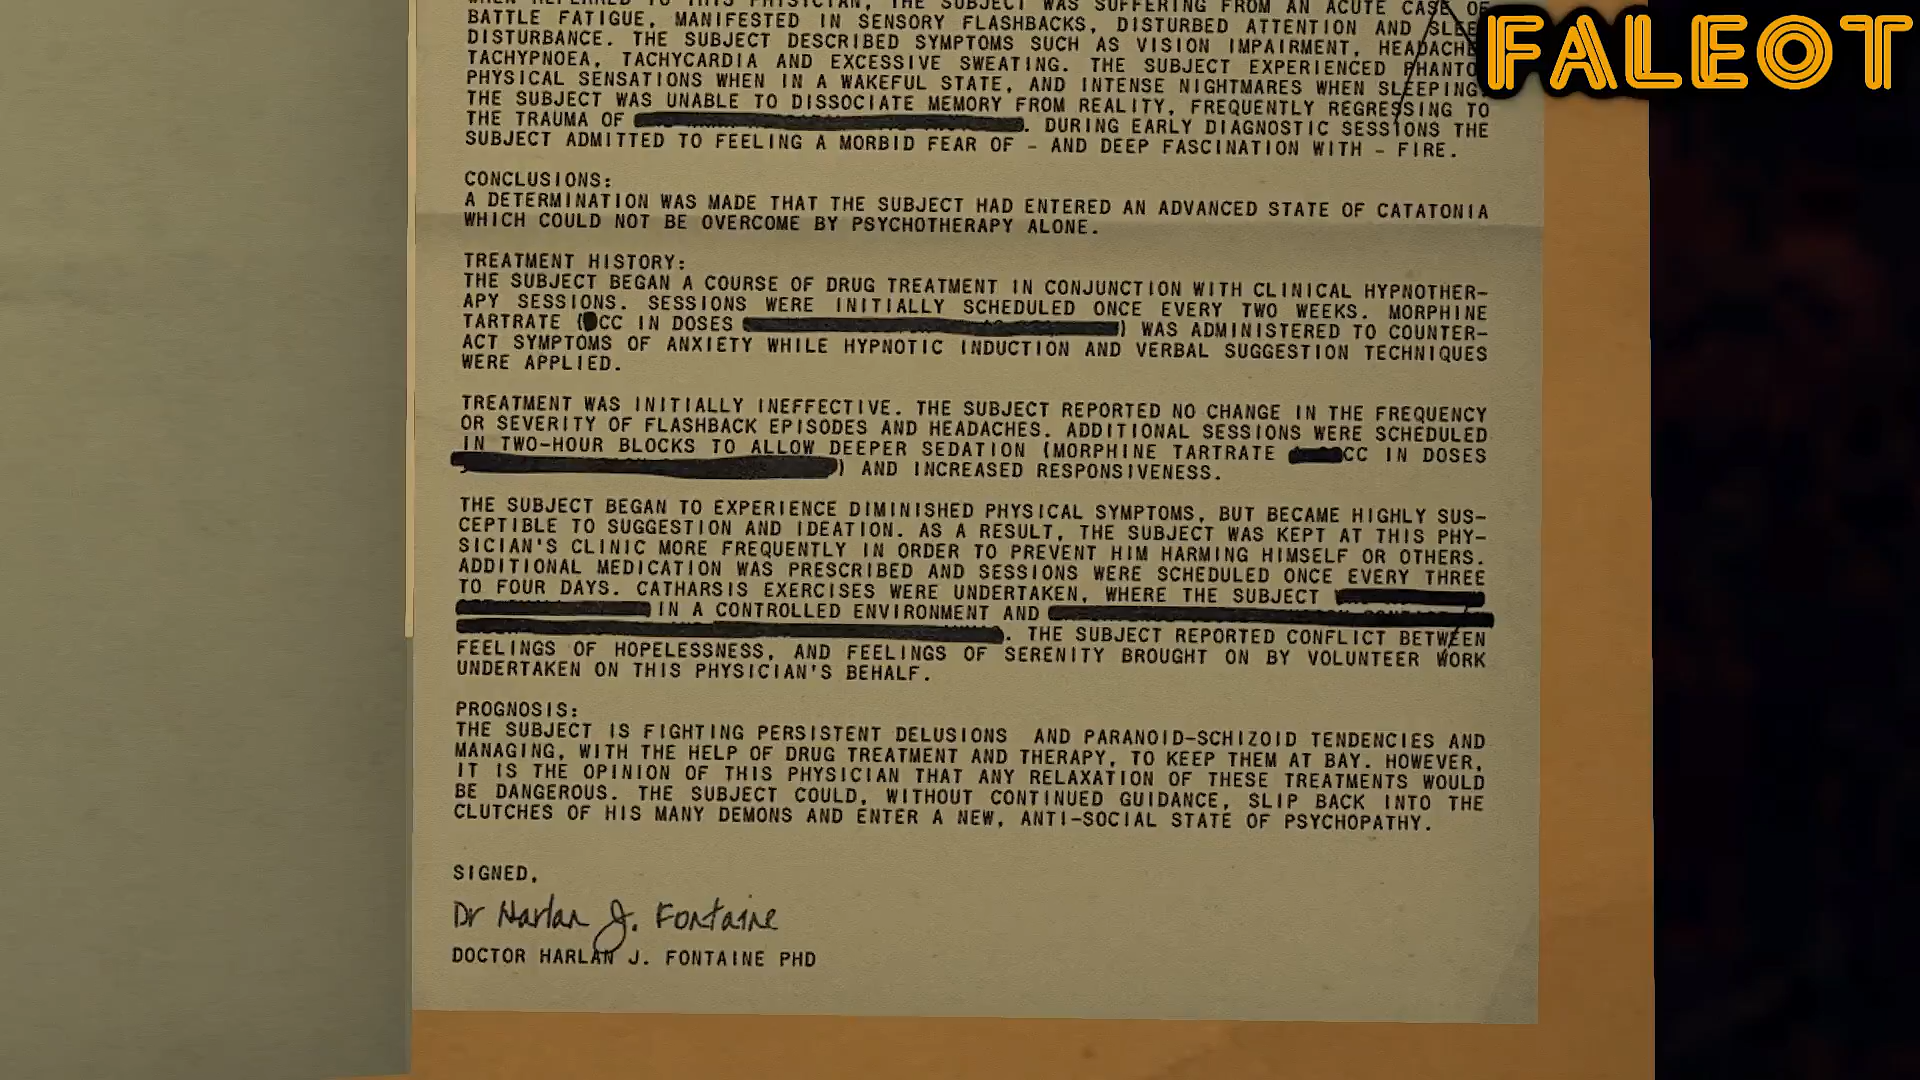 WHEN REFERRED TO THIS PHYSICIAN, THE SUBJECT WAS SUFFERING FROM AN ACUTE CASE OF
BATTLE FATIGUE, MANIFESTED IN SENSORY FLASHBACKS, DISTURBED ATTENTION AND SLEE
DISTURBANCE. THE SUBJECT DESCRIBED SYMPTOMS SUCH AS VISION IMPAIRMENT, HEADACHE
TACHYPNOEA, TACHYCARDIA AND EXCESSIVE SWEATING. THE SUBJECT EXPERIENCED PHANTO
PHYSICAL SENSATIONS WHEN IN A WAKEFUL STATE, AND INTENSE NIGHTMARES WHEN SLEEPING.
THE SUBJECT WAS UNABLE TO DISSOCIATE MEMORY FROM REALITY, FREQUENTLY REGRESSING TO
THE TRAUMA OF . DURING EARLY DIAGNOSTIC SESSIONS THE
SUBJECT ADMITTED TO FEELING A MORBID FEAR OF - AND DEEP FASCINATION WITH - FIRE.
CONCLUSIONS:
A DETERMINATION WAS MADE THAT THE SUBJECT HAD ENTERED AN ADVANCED STATE OF CATATONIA
WHICH COULD NOT BE OVERCOME BY PSYCHOTHERAPY ALONE.
TREATMENT HISTORY:
THE SUBJECT BEGAN A COURSE OF DRUG TREATMENT IN CONJUNCTION WITH CLINICAL HYPNOTHER-
APY SESSIONS. SESSIONS WERE INITIALLY SCHEDULED ONCE EVERY TWO WEEKS. MORPHINE
TARTRATE ( CC IN DOSES ) WAS ADMINISTERED TO COUNTER-
ACT SYMPTOMS OF ANXIETY WHILE HYPNOTIC INDUCTION AND VERBAL SUGGESTION TECHNIQUES
WERE APPLIED.
TREATMENT WAS INITIALLY INEFFECTIVE. THE SUBJECT REPORTED NO CHANGE IN THE FREQUENCY
OR SEVERITY OF FLASHBACK EPISODES AND HEADACHES. ADDITIONAL SESSIONS WERE SCHEDULED
IN TWO-HOUR BLOCKS TO ALLOW DEEPER SEDATION (MORPHINE TARTRATE CC IN DOSES
) AND INCREASED RESPONSIVENESS.
THE SUBJECT BEGAN TO EXPERIENCE DIMINISHED PHYSICAL SYMPTOMS, BUT BECAME HIGHLY SUS-
CEPTIBLE TO SUGGESTION AND IDEATION. AS A RESULT, THE SUBJECT WAS KEPT AT THIS PHY-
SICIAN'S CLINIC MORE FREQUENTLY IN ORDER TO PREVENT HIM HARMING HIMSELF OR OTHERS.
ADDITIONAL MEDICATION WAS PRESCRIBED AND SESSIONS WERE SCHEDULED ONCE EVERY THREE
TO FOUR DAYS. CATHARSIS EXERCISES WERE UNDERTAKEN, WHERE THE SUBJECT
IN A CONTROLLED ENVIRONMENT AND
. THE SUBJECT REPORTED CONFLICT BETWEEN
FEELINGS OF HOPELESSNESS, AND FEELINGS OF SERENITY BROUGHT ON BY VOLUNTEER WORK
UNDERTAKEN ON THIS PHYSICIAN'S BEHALF.
PROGNOSIS:
THE SUBJECT IS FIGHTING PERSISTENT DELUSIONS AND PARANOID-SCHIZOID TENDENCIES AND
MANAGING, WITH THE HELP OF DRUG TREATMENT AND THERAPY, TO KEEP THEM AT BAY. HOWEVER,
IT IS THE OPINION OF THIS PHYSICIAN THAT ANY RELAXATION OF THESE TREATMENTS WOULD
BE DANGEROUS. THE SUBJECT COULD, WITHOUT CONTINUED GUIDANCE, SLIP BACK INTO THE
CLUTCHES OF HIS MANY DEMONS AND ENTER A NEW, ANTI-SOCIAL STATE OF PSYCHOPATHY.
SIGNED,
Dr Harlan J. Fontaine
DOCTOR HARLAN J. FONTAINE PHD
FALEOT